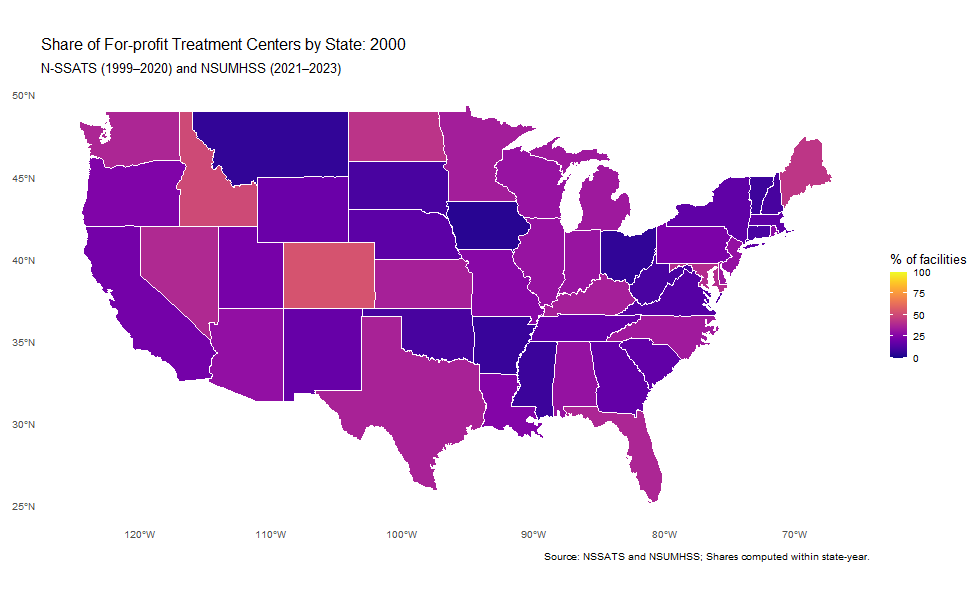 Share of For-profit Treatment Centers by State: 2000
N-SSATS (1999–2020) and NSUMHSS (2021–2023)
50°N
45°N
40°N
35°N
30°N
25°N
120°W 110°W 100°W 90°W 80°W 70°W
% of facilities
100
75
50
25
0
Source: NSSATS and NSUMHSS; Shares computed within state-year.